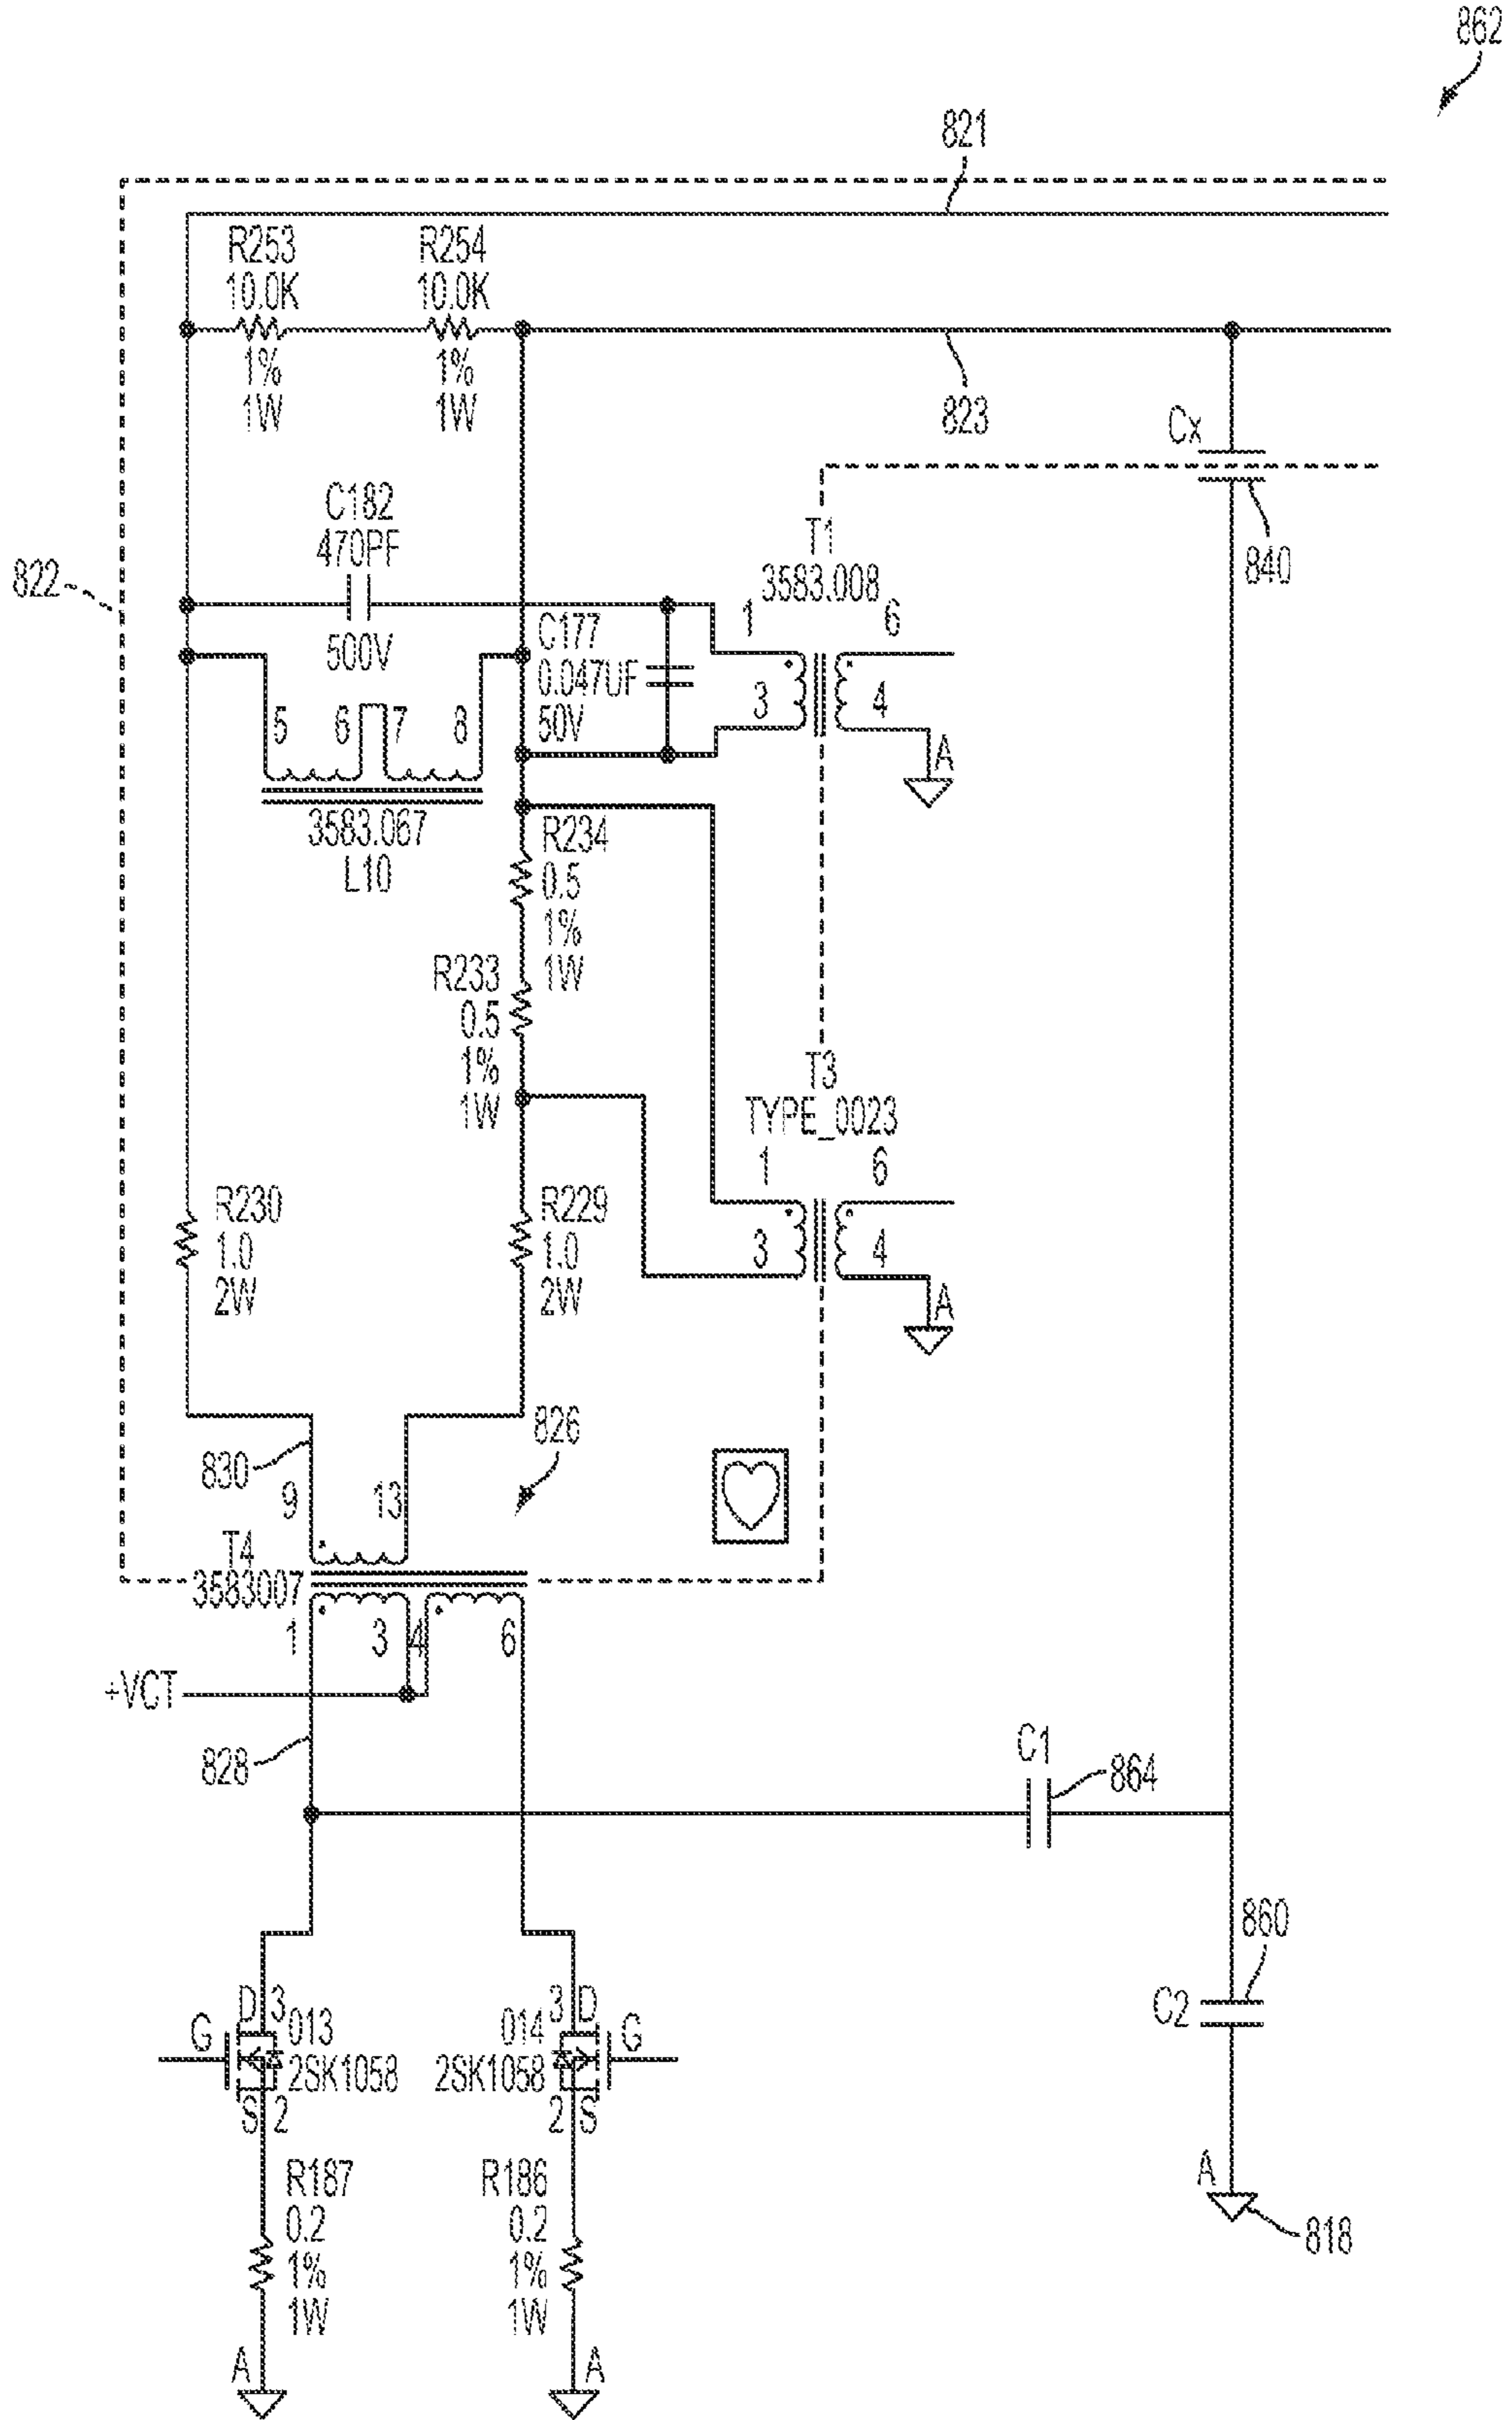 862
821
R253
10.0K
1%
1W
R254
10.0K
1%
1W
823
Cx
840
C182
470PF
500V
822
T1
3583.008
1
6
3
4
A
C177
0.047UF
50V
5
6
7
8
3583.067
L10
R234
0.5
1%
1W
R233
0.5
1%
1W
T3
TYPE_0023
1
6
3
4
A
R230
1.0
2W
R229
1.0
2W
826
830
9
13
T4
3583007
1
3
4
6
+VCT
828
C1
864
860
C2
A
818
G
D
3
013
2SK1058
S
2
014
2SK1058
3
D
G
2
S
R187
0.2
1%
1W
A
R186
0.2
1%
1W
A